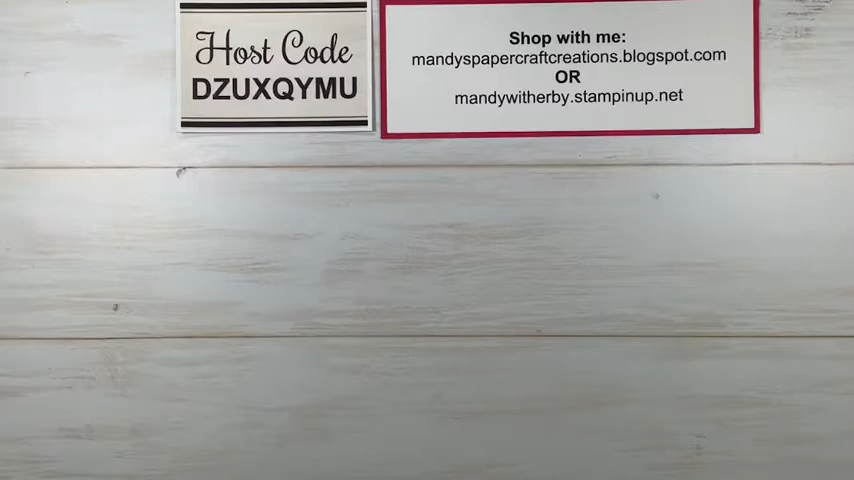 Host Code
DZUXQYMU
Shop with me:
mandyspapercraftcreations.blogspot.com
OR
mandywitherby.stampinup.net